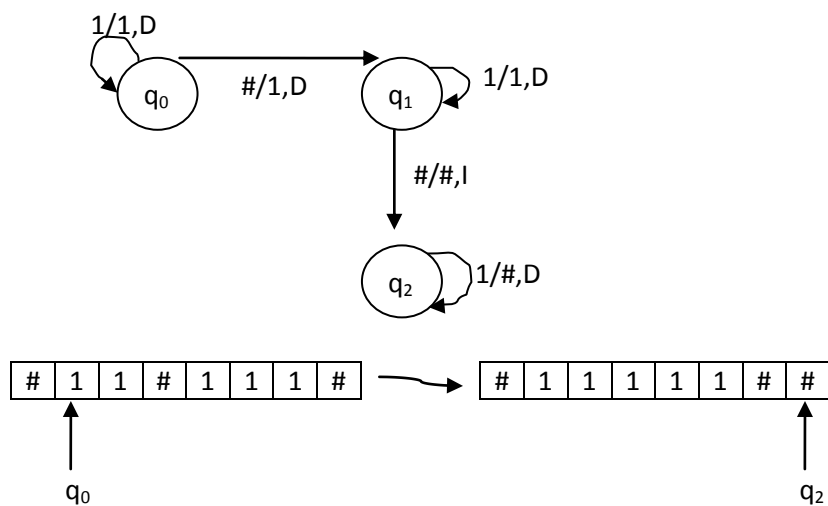 1/1,D
#/1,D
1/1,D
q₀
q₁
#/#,I
q₂
1/#,D
# 1 1 # 1 1 1 #
# 1 1 1 1 1 # #
q₀
q₂